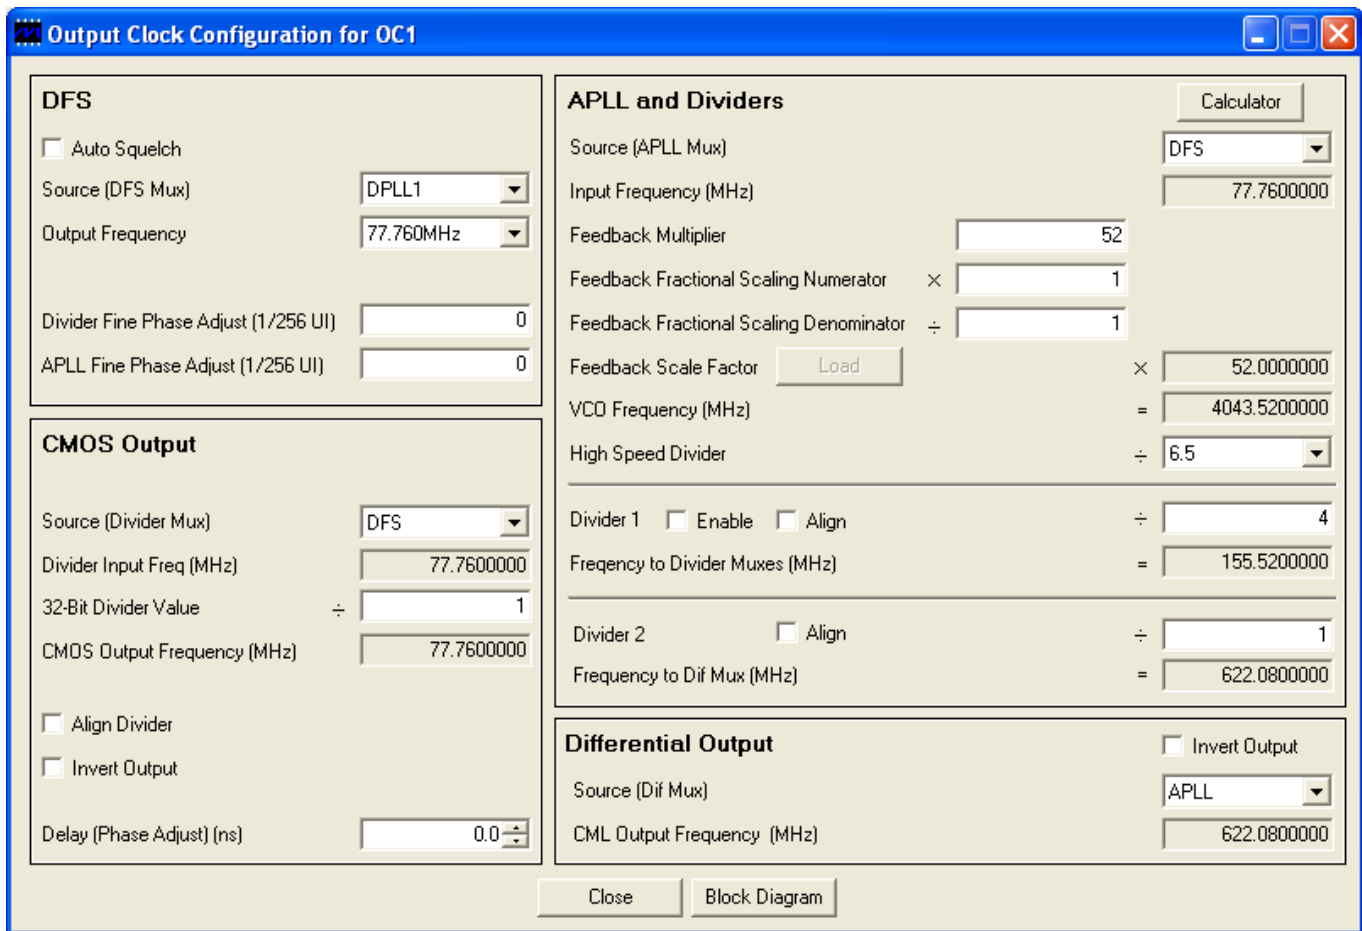 Output Clock Configuration for OC1
DFS
Auto Squelch
Source (DFS Mux) DPLL1
Output Frequency 77.760MHz
Divider Fine Phase Adjust (1/256 UI) 0
APLL Fine Phase Adjust (1/256 UI) 0
CMOS Output
Source (Divider Mux) DFS
Divider Input Freq (MHz) 77.7600000
32-Bit Divider Value ÷ 1
CMOS Output Frequency (MHz) 77.7600000
Align Divider
Invert Output
Delay (Phase Adjust) (ns) 0.0
APLL and Dividers Calculator
Source (APLL Mux) DFS
Input Frequency (MHz) 77.7600000
Feedback Multiplier 52
Feedback Fractional Scaling Numerator × 1
Feedback Fractional Scaling Denominator ÷ 1
Feedback Scale Factor Load × 52.0000000
VCO Frequency (MHz) = 4043.5200000
High Speed Divider ÷ 6.5
Divider 1 Enable Align ÷ 4
Freqency to Divider Muxes (MHz) = 155.5200000
Divider 2 Align ÷ 1
Frequency to Dif Mux (MHz) = 622.0800000
Differential Output Invert Output
Source (Dif Mux) APLL
CML Output Frequency (MHz) 622.0800000
Close Block Diagram